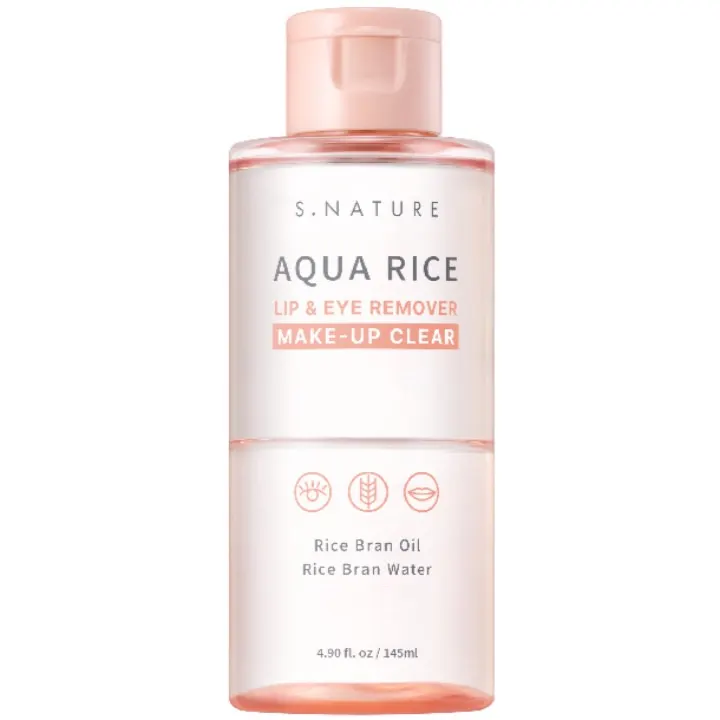 S.NATURE
AQUA RICE
LIP & EYE REMOVER
MAKE-UP CLEAR
Rice Bran Oil
Rice Bran Water
4.90 fl. oz / 145ml